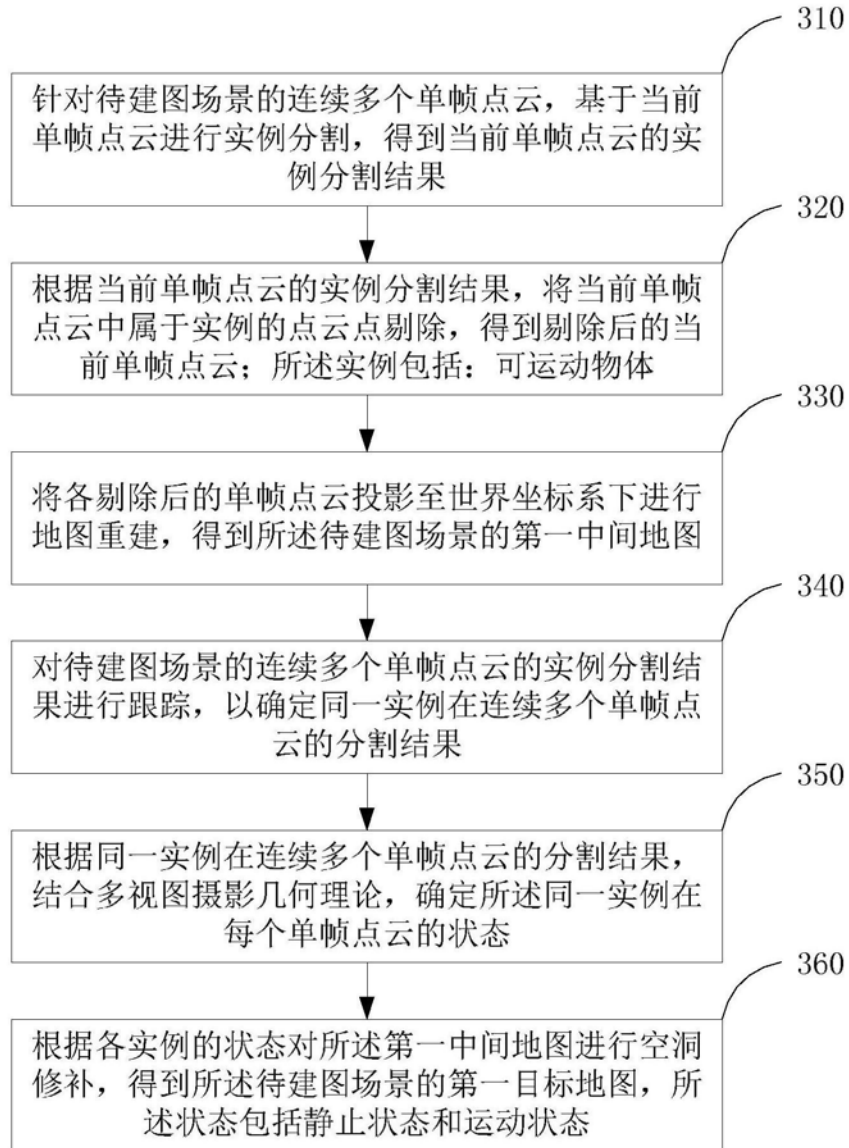 310
针对待建图场景的连续多个单帧点云，基于当前
单帧点云进行实例分割，得到当前单帧点云的实
例分割结果
320
根据当前单帧点云的实例分割结果，将当前单帧
点云中属于实例的点云点剔除，得到剔除后的当
前单帧点云；所述实例包括：可运动物体
330
将各剔除后的单帧点云投影至世界坐标系下进行
地图重建，得到所述待建图场景的第一中间地图
340
对待建图场景的连续多个单帧点云的实例分割结
果进行跟踪，以确定同一实例在连续多个单帧点
云的分割结果
350
根据同一实例在连续多个单帧点云的分割结果，
结合多视图摄影几何理论，确定所述同一实例在
每个单帧点云的状态
360
根据各实例的状态对所述第一中间地图进行空洞
修补，得到所述待建图场景的第一目标地图，所
述状态包括静止状态和运动状态